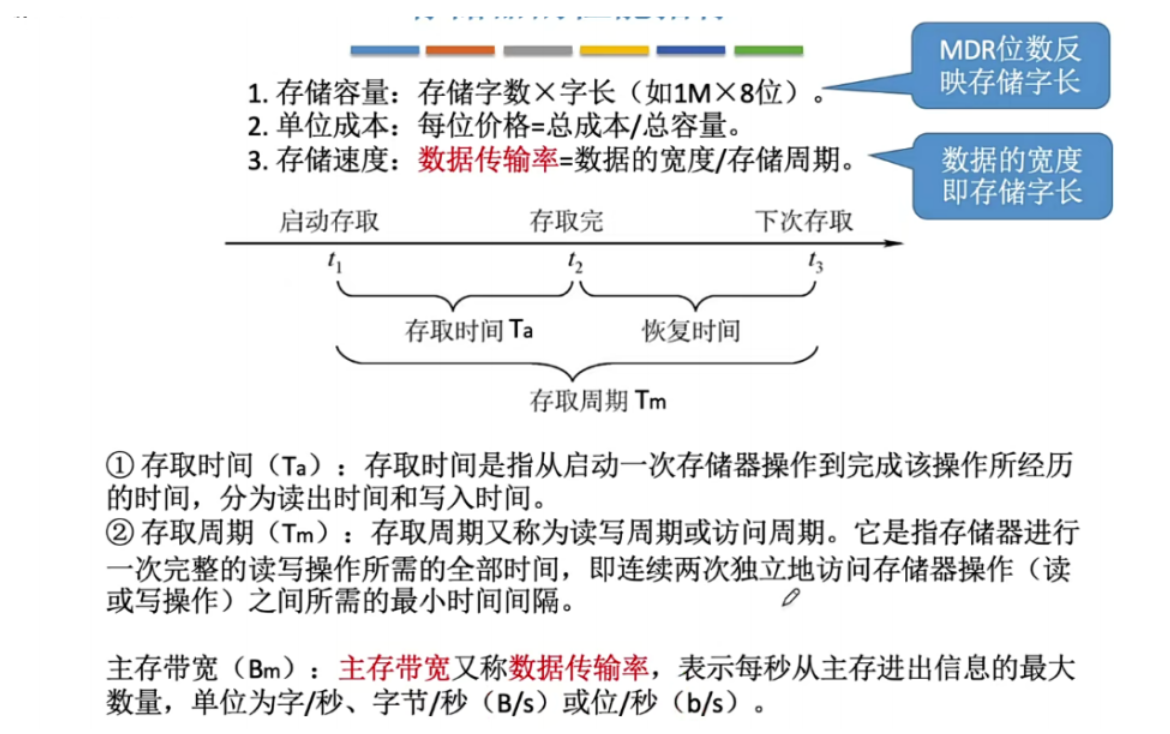 MDR位数反
映存储字长
1. 存储容量：存储字数×字长（如1M×8位）。
2. 单位成本：每位价格=总成本/总容量。
3. 存储速度：数据传输率=数据的宽度/存储周期。
数据的宽度
即存储字长
启动存取 存取完 下次存取
t1 t2 t3
存取时间 Ta 恢复时间
存取周期 Tm
① 存取时间（Ta）：存取时间是指从启动一次存储器操作到完成该操作所经历
的时间，分为读出时间和写入时间。
② 存取周期（Tm）：存取周期又称为读写周期或访问周期。它是指存储器进行
一次完整的读写操作所需的全部时间，即连续两次独立地访问存储器操作（读
或写操作）之间所需的最小时间间隔。
主存带宽（Bm）：主存带宽又称数据传输率，表示每秒从主存进出信息的最大
数量，单位为字/秒、字节/秒（B/s）或位/秒（b/s）。